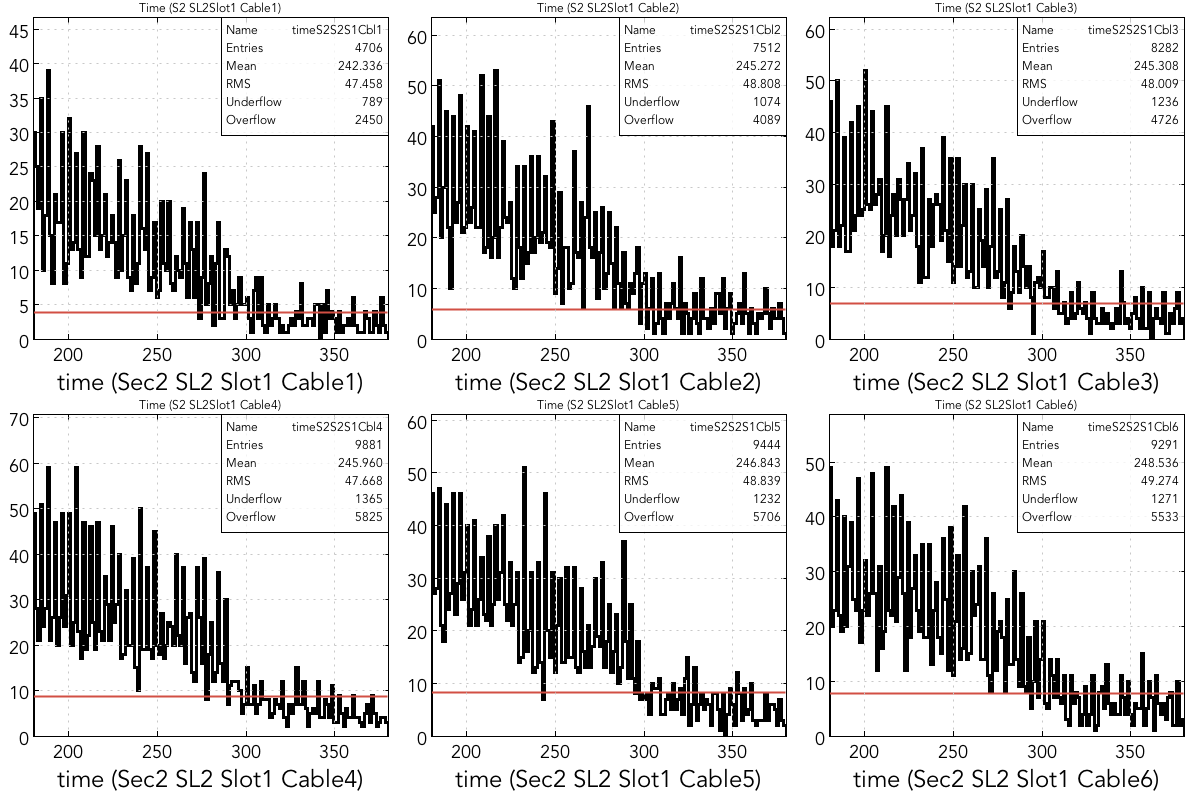 Time (S2 SL2Slot1 Cable1)
45
40
35
30
25
20
15
10
5
0
200 250 300 350
Name timeS2S2S1Cbl1
Entries 4706
Mean 242.336
RMS 47.458
Underflow 789
Overflow 2450
time (Sec2 SL2 Slot1 Cable1)
Time (S2 SL2Slot1 Cable2)
60
50
40
30
20
10
0
200 250 300 350
Name timeS2S2S1Cbl2
Entries 7512
Mean 245.272
RMS 48.808
Underflow 1074
Overflow 4089
time (Sec2 SL2 Slot1 Cable2)
Time (S2 SL2Slot1 Cable3)
60
50
40
30
20
10
0
200 250 300 350
Name timeS2S2S1Cbl3
Entries 8282
Mean 245.308
RMS 48.009
Underflow 1236
Overflow 4726
time (Sec2 SL2 Slot1 Cable3)
Time (S2 SL2Slot1 Cable4)
70
60
50
40
30
20
10
0
200 250 300 350
Name timeS2S2S1Cbl4
Entries 9881
Mean 245.960
RMS 47.668
Underflow 1365
Overflow 5825
time (Sec2 SL2 Slot1 Cable4)
Time (S2 SL2Slot1 Cable5)
60
50
40
30
20
10
0
200 250 300 350
Name timeS2S2S1Cbl5
Entries 9444
Mean 246.843
RMS 48.839
Underflow 1232
Overflow 5706
time (Sec2 SL2 Slot1 Cable5)
Time (S2 SL2Slot1 Cable6)
50
40
30
20
10
0
200 250 300 350
Name timeS2S2S1Cbl6
Entries 9291
Mean 248.536
RMS 49.274
Underflow 1271
Overflow 5533
time (Sec2 SL2 Slot1 Cable6)